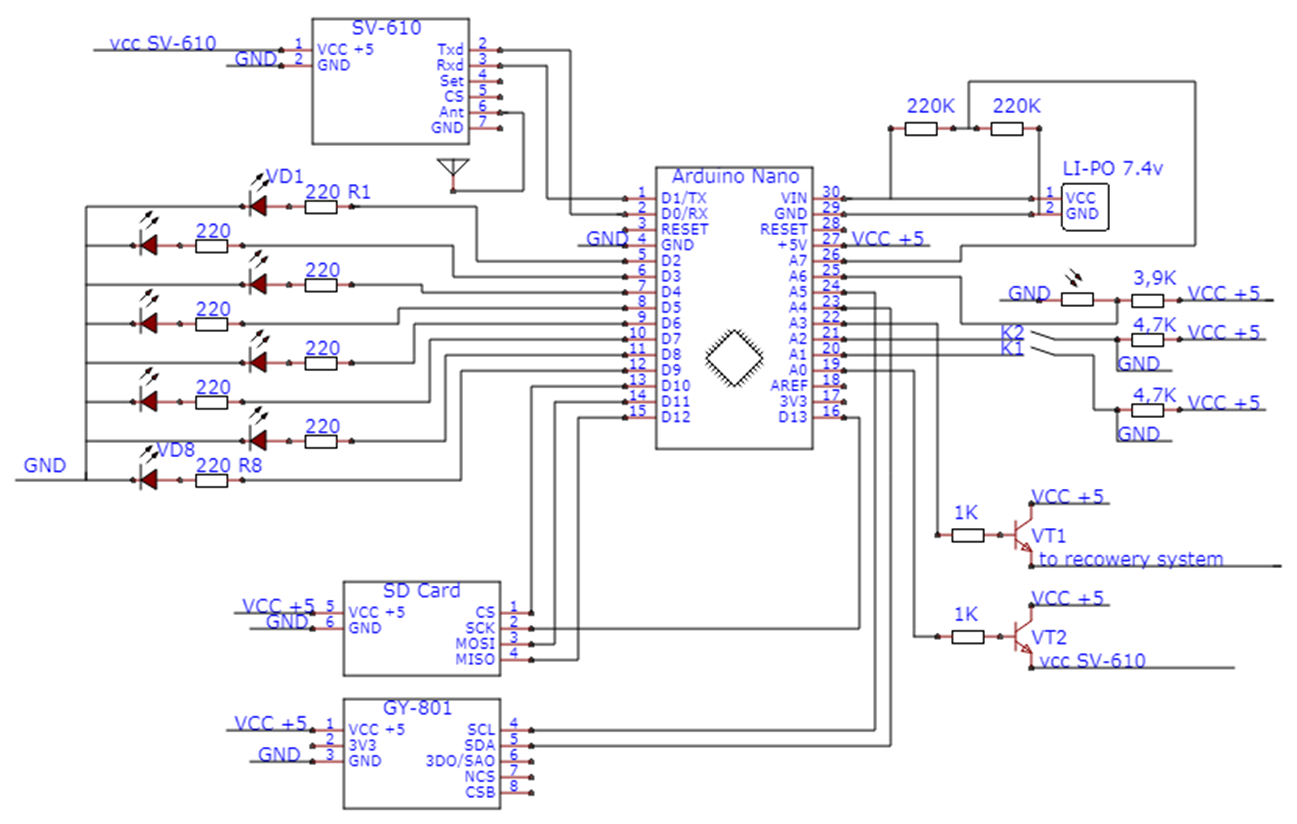 SV-610
vcc SV-610 1 VCC +5 Txd 2
GND 2 GND Rxd 3
Set 4
CS 5
Ant 6
GND 7
220K 220K
LI-PO 7.4v
1 VCC
2 GND
Arduino Nano
1 D1/TX VIN 30
2 D0/RX GND 29
3 RESET RESET 28
GND 4 GND +5V 27 VCC +5
5 D2 A7 26
6 D3 A6 25
7 D4 A5 24
8 D5 A4 23
9 D6 A3 22
10 D7 A2 21
11 D8 A1 20
12 D9 A0 19
13 D10 AREF 18
14 D11 3V3 17
15 D12 D13 16
VD1
220 R1
220
220
220
220
220
220
VD8
220 R8
GND
GND 3,9K VCC +5
K2 4,7K VCC +5
K1
GND
4,7K VCC +5
GND
VCC +5
1K
VT1
to recowery system
VCC +5
1K
VT2
vcc SV-610
SD Card
VCC +5 5 VCC +5 CS 1
GND 6 GND SCK 2
MOSI 3
MISO 4
GY-801
VCC +5 1 VCC +5 SCL 4
2 3V3 SDA 5
GND 3 GND 3DO/SAO 6
NCS 7
CSB 8